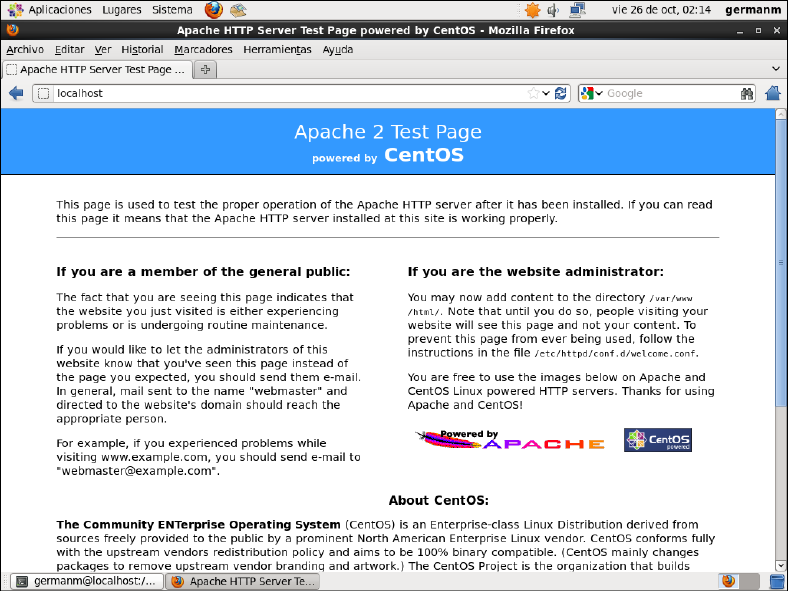 Aplicaciones Lugares Sistema vie 26 de oct, 02:14 germanm
Apache HTTP Server Test Page powered by CentOS - Mozilla Firefox
Archivo Editar Ver Historial Marcadores Herramientas Ayuda
Apache HTTP Server Test Page ...
localhost Google
Apache 2 Test Page
powered by CentOS
This page is used to test the proper operation of the Apache HTTP server after it has been installed. If you can read
this page it means that the Apache HTTP server installed at this site is working properly.
If you are a member of the general public:
The fact that you are seeing this page indicates that
the website you just visited is either experiencing
problems or is undergoing routine maintenance.
If you would like to let the administrators of this
website know that you've seen this page instead of
the page you expected, you should send them e-mail.
In general, mail sent to the name "webmaster" and
directed to the website's domain should reach the
appropriate person.
For example, if you experienced problems while
visiting www.example.com, you should send e-mail to
"webmaster@example.com".
If you are the website administrator:
You may now add content to the directory /var/www
/html/. Note that until you do so, people visiting your
website will see this page and not your content. To
prevent this page from ever being used, follow the
instructions in the file /etc/httpd/conf.d/welcome.conf.
You are free to use the images below on Apache and
CentOS Linux powered HTTP servers. Thanks for using
Apache and CentOS!
Powered by
APACHE
CentOS
powered
About CentOS:
The Community ENTerprise Operating System (CentOS) is an Enterprise-class Linux Distribution derived from
sources freely provided to the public by a prominent North American Enterprise Linux vendor. CentOS conforms fully
with the upstream vendors redistribution policy and aims to be 100% binary compatible. (CentOS mainly changes
packages to remove upstream vendor branding and artwork.) The CentOS Project is the organization that builds
germanm@localhost:/... Apache HTTP Server Te...